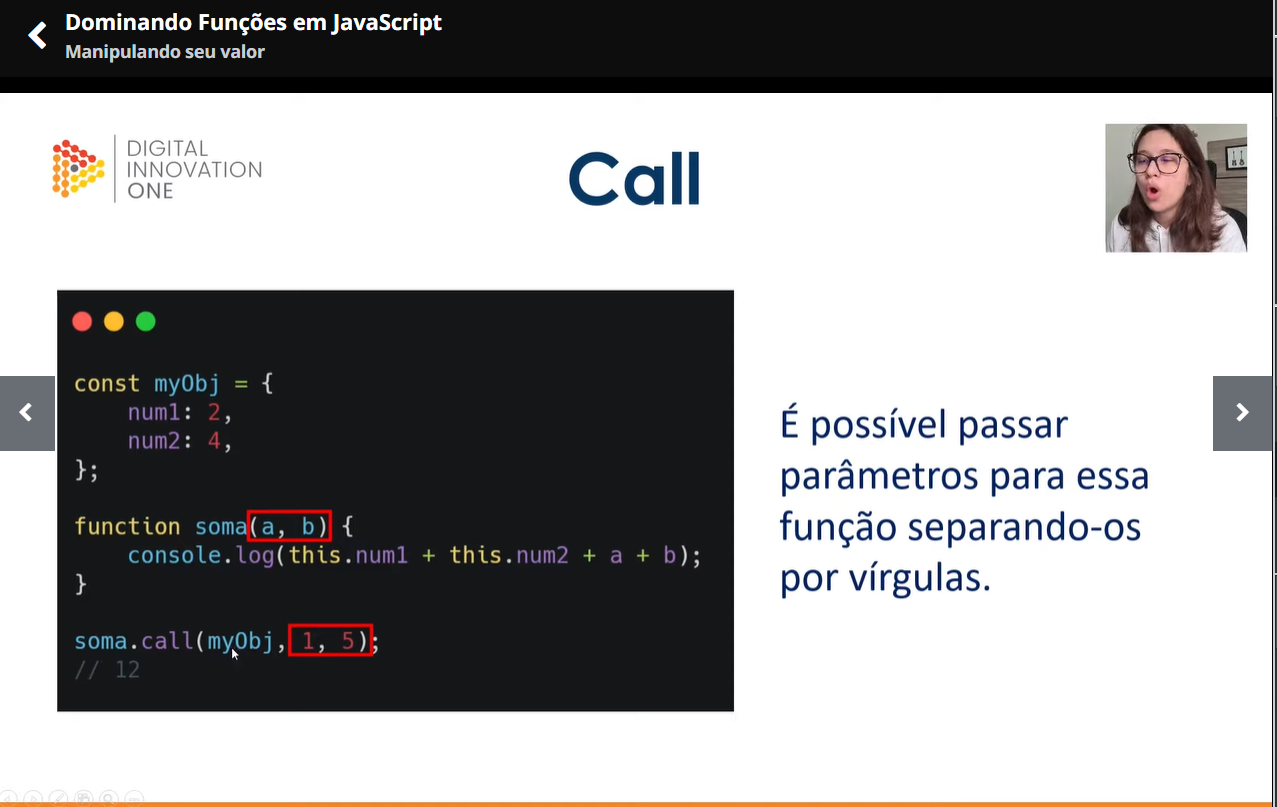 Dominando Funções em JavaScript
Manipulando seu valor
DIGITAL
INNOVATION
ONE
Call
const myObj = {
    num1: 2,
    num2: 4,
};
function soma(a, b) {
    console.log(this.num1 + this.num2 + a + b);
}
soma.call(myObj, 1, 5);
// 12
É possível passar
parâmetros para essa
função separando-os
por vírgulas.